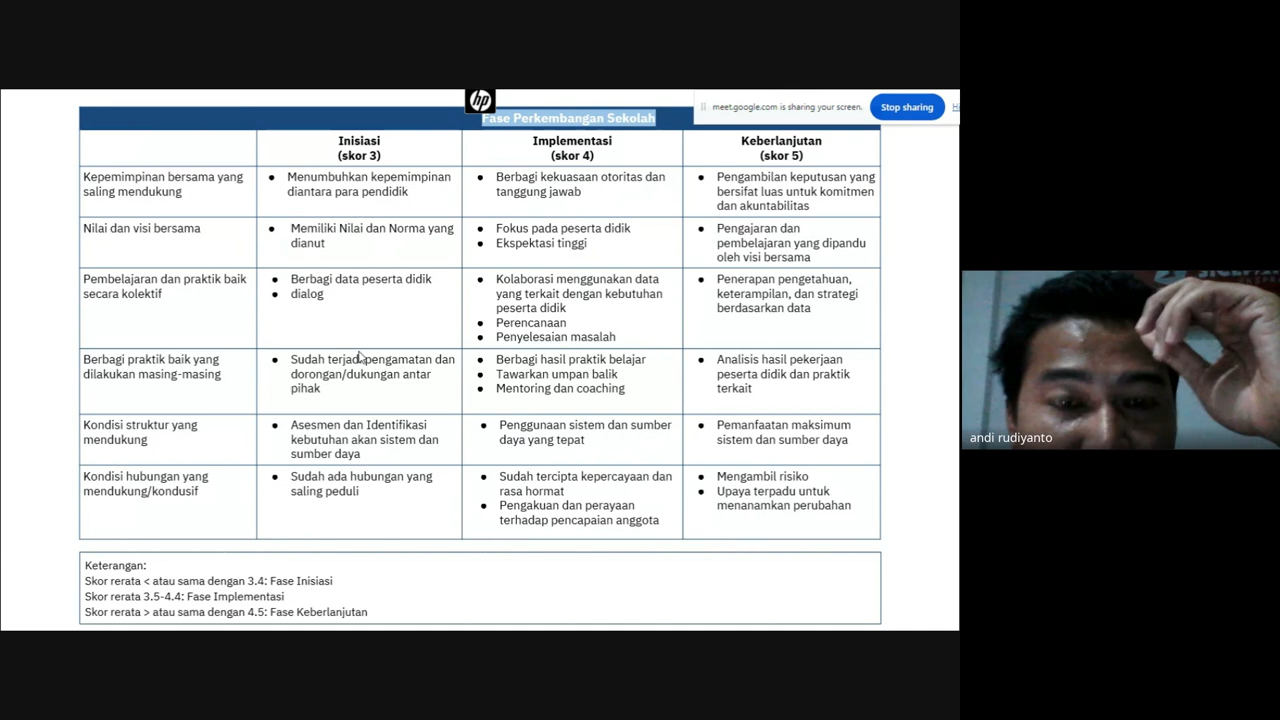 hp
meet.google.com is sharing your screen.
Stop sharing
Hi
Fase Perkembangan Sekolah
Inisiasi
(skor 3)
Implementasi
(skor 4)
Keberlanjutan
(skor 5)
Kepemimpinan bersama yang
saling mendukung
● Menumbuhkan kepemimpinan
diantara para pendidik
● Berbagi kekuasaan otoritas dan
tanggung jawab
● Pengambilan keputusan yang
bersifat luas untuk komitmen
dan akuntabilitas
Nilai dan visi bersama
● Memiliki Nilai dan Norma yang
dianut
● Fokus pada peserta didik
● Ekspektasi tinggi
● Pengajaran dan
pembelajaran yang dipandu
oleh visi bersama
Pembelajaran dan praktik baik
secara kolektif
● Berbagi data peserta didik
● dialog
● Kolaborasi menggunakan data
yang terkait dengan kebutuhan
peserta didik
● Perencanaan
● Penyelesaian masalah
● Penerapan pengetahuan,
keterampilan, dan strategi
berdasarkan data
Berbagi praktik baik yang
dilakukan masing-masing
● Sudah terjadi pengamatan dan
dorongan/dukungan antar
pihak
● Berbagi hasil praktik belajar
● Tawarkan umpan balik
● Mentoring dan coaching
● Analisis hasil pekerjaan
peserta didik dan praktik
terkait
Kondisi struktur yang
mendukung
● Asesmen dan Identifikasi
kebutuhan akan sistem dan
sumber daya
● Penggunaan sistem dan sumber
daya yang tepat
● Pemanfaatan maksimum
sistem dan sumber daya
Kondisi hubungan yang
mendukung/kondusif
● Sudah ada hubungan yang
saling peduli
● Sudah tercipta kepercayaan dan
rasa hormat
● Pengakuan dan perayaan
terhadap pencapaian anggota
● Mengambil risiko
● Upaya terpadu untuk
menanamkan perubahan
Keterangan:
Skor rerata < atau sama dengan 3.4: Fase Inisiasi
Skor rerata 3.5-4.4: Fase Implementasi
Skor rerata > atau sama dengan 4.5: Fase Keberlanjutan
andi rudiyanto